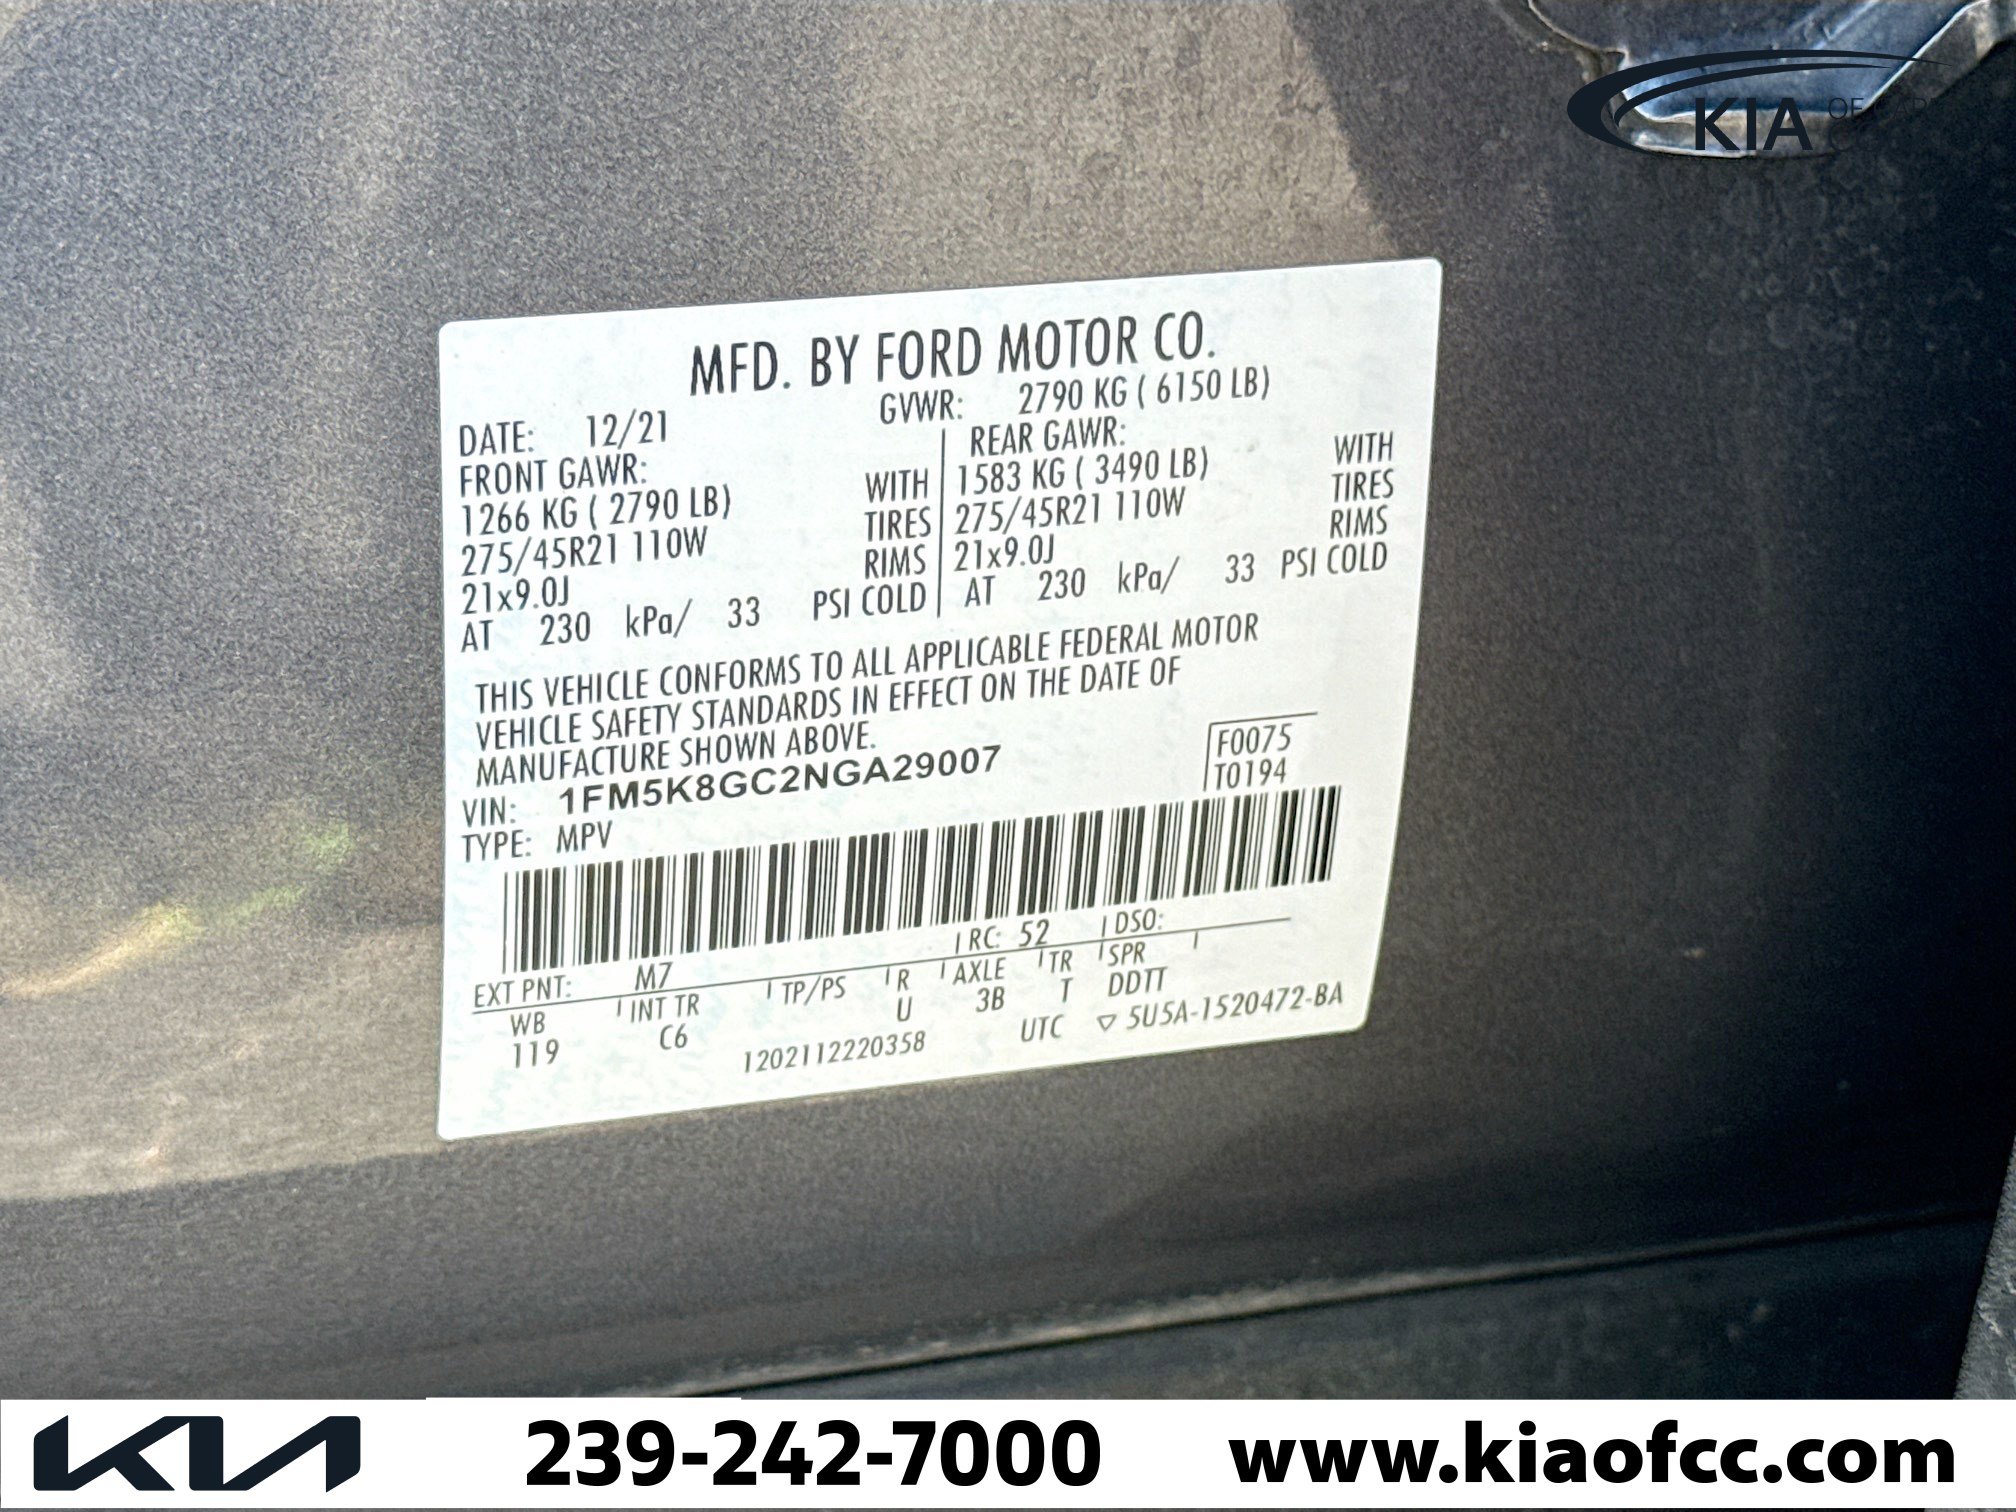 KIA
MFD. BY FORD MOTOR CO.
DATE: 12/21 GVWR: 2790 KG ( 6150 LB)
FRONT GAWR: REAR GAWR:
1266 KG ( 2790 LB) WITH 1583 KG ( 3490 LB) WITH
275/45R21 110W TIRES 275/45R21 110W TIRES
21x9.0J RIMS 21x9.0J RIMS
AT 230 kPa/ 33 PSI COLD AT 230 kPa/ 33 PSI COLD
THIS VEHICLE CONFORMS TO ALL APPLICABLE FEDERAL MOTOR
VEHICLE SAFETY STANDARDS IN EFFECT ON THE DATE OF
MANUFACTURE SHOWN ABOVE.
VIN: 1FM5K8GC2NGA29007 F0075
TYPE: MPV T0194
EXT PNT: M7 RC: 52 DSO:
WB INT TR TP/PS R AXLE TR SPR
119 C6 U 3B T DDTT
1202112220358 UTC ▽ 5U5A-1520472-BA
KIA 239-242-7000 www.kiaofcc.com